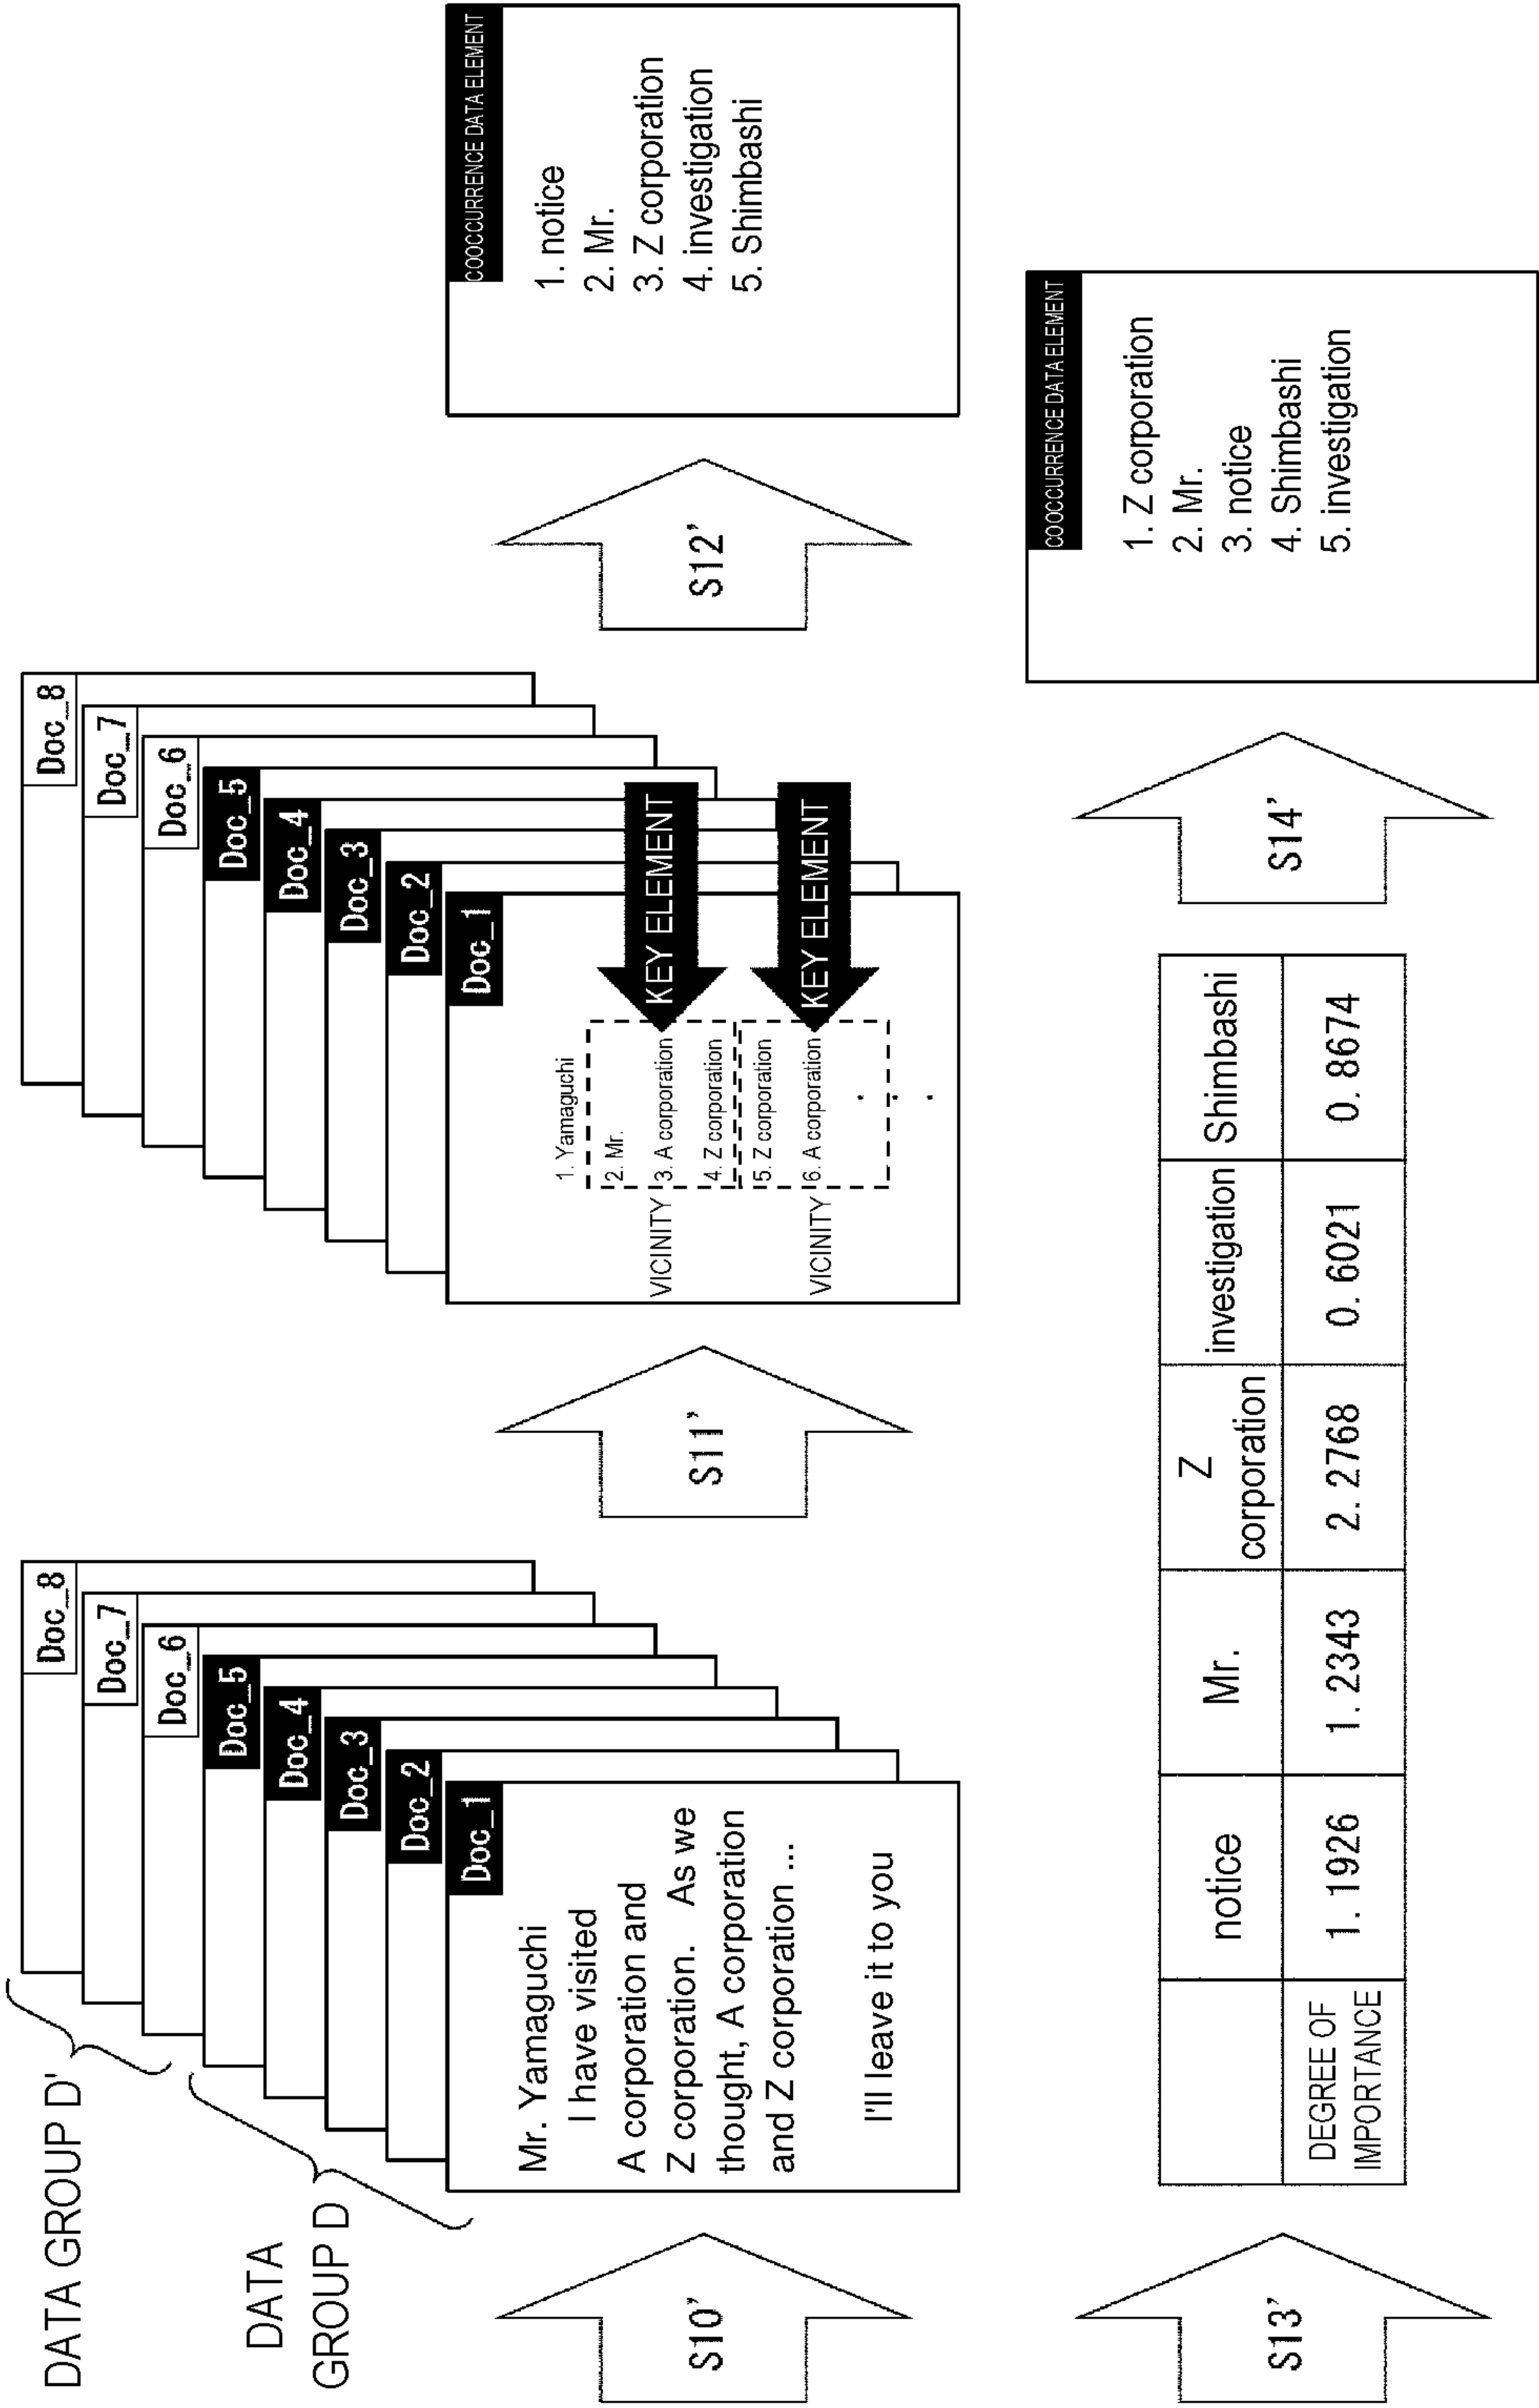 DATA GROUP D'
DATA
GROUP D
S10'
Doc_8
Doc_7
Doc_6
Doc_5
Doc_4
Doc_3
Doc_2
Doc_1
Mr. Yamaguchi
I have visited
A corporation and
Z corporation. As we
thought, A corporation
and Z corporation ...
I'll leave it to you
S11'
Doc_8
Doc_7
Doc_6
Doc_5
Doc_4
Doc_3
Doc_2
Doc_1
1. Yamaguchi
2. Mr.
VICINITY 3. A corporation KEY ELEMENT
4. Z corporation
5. Z corporation
VICINITY 6. A corporation KEY ELEMENT
S12'
COOCCURRENCE DATA ELEMENT
1. notice
2. Mr.
3. Z corporation
4. investigation
5. Shimbashi
S13'
notice Mr. Z corporation investigation Shimbashi
DEGREE OF
IMPORTANCE 1.1926 1.2343 2.2768 0.6021 0.8674
S14'
COOCCURRENCE DATA ELEMENT
1. Z corporation
2. Mr.
3. notice
4. Shimbashi
5. investigation